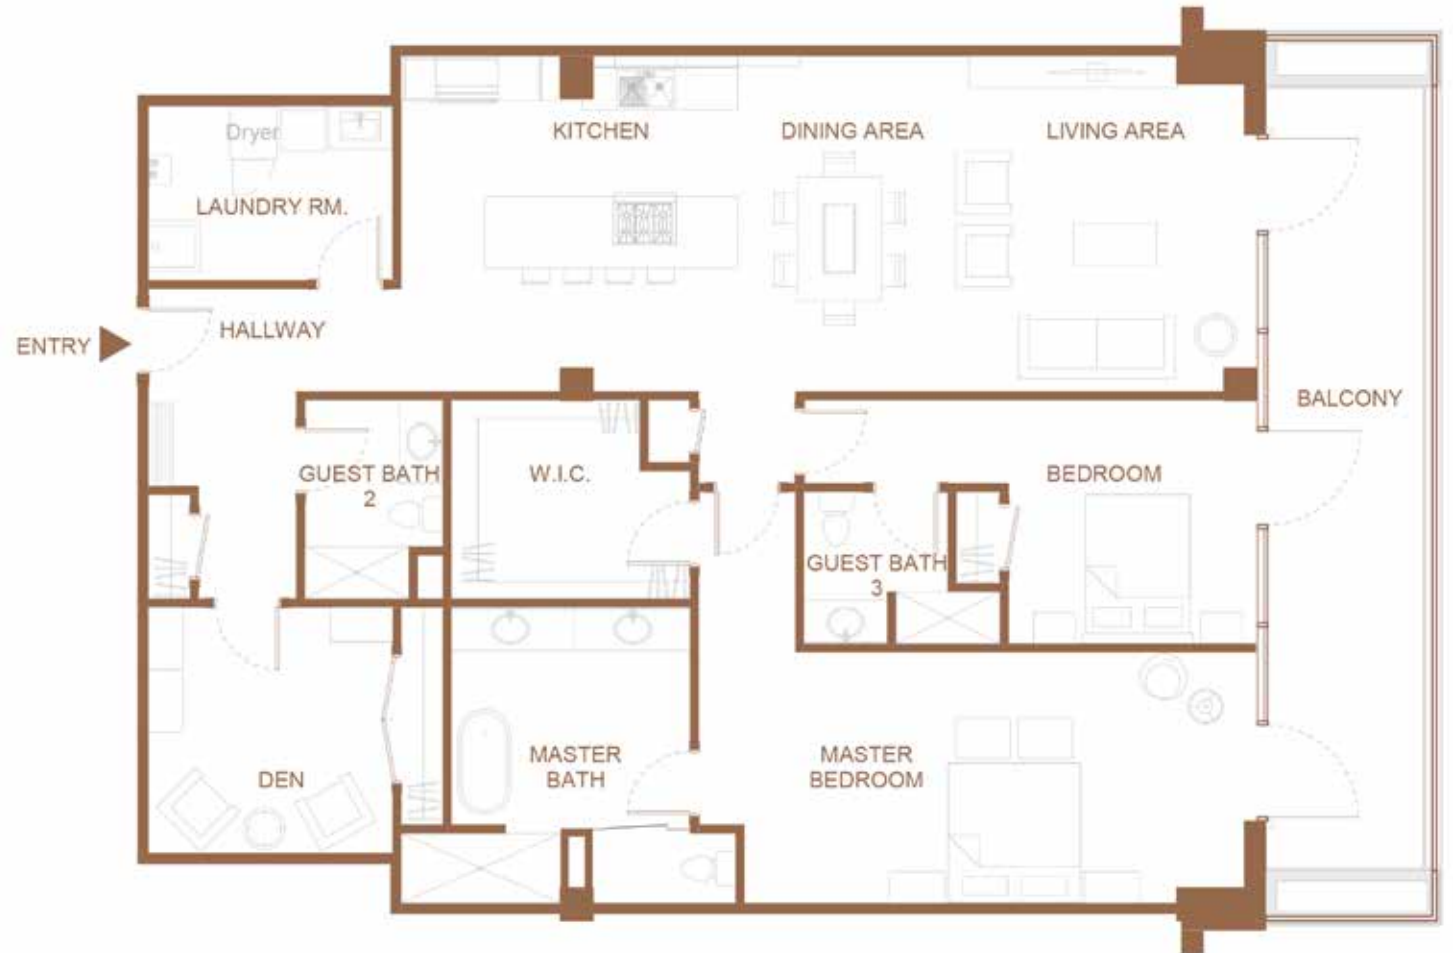 Dryer
KITCHEN
DINING AREA
LIVING AREA
LAUNDRY RM.
HALLWAY
ENTRY
BALCONY
GUEST BATH
2
W.I.C.
BEDROOM
GUEST BATH
3
MASTER
BATH
MASTER
BEDROOM
DEN